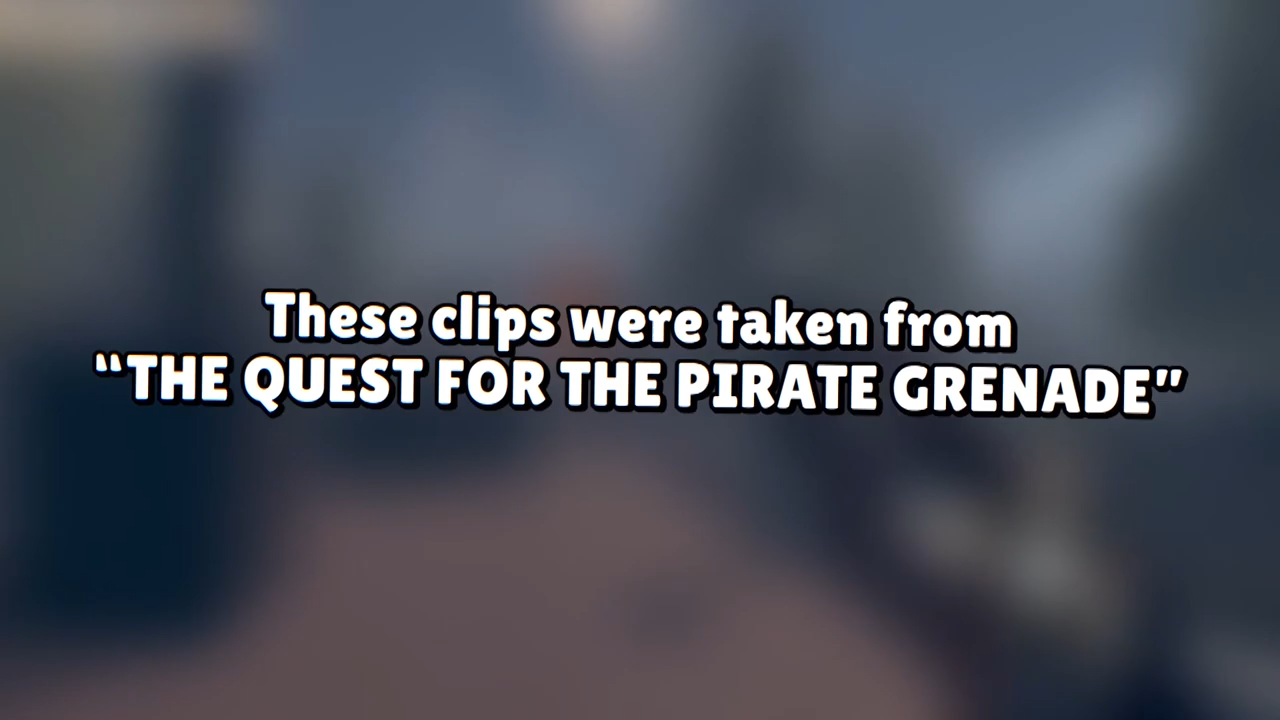 These clips were taken from
“THE QUEST FOR THE PIRATE GRENADE”